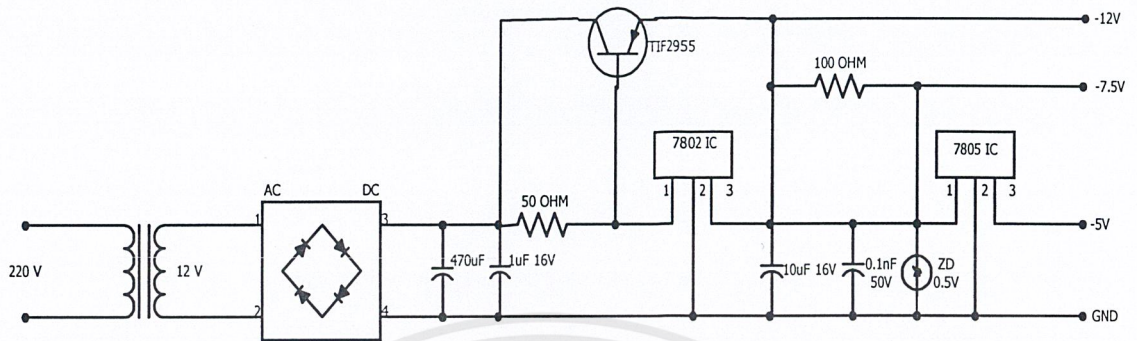 -12V
TIF2955
100 OHM
-7.5V
7802 IC
7805 IC
1 2 3
1 2 3
AC DC
50 OHM
1 3
-5V
220 V
12 V
470uF
1uF 16V
10uF 16V
0.1nF
50V
ZD
0.5V
2 4
GND